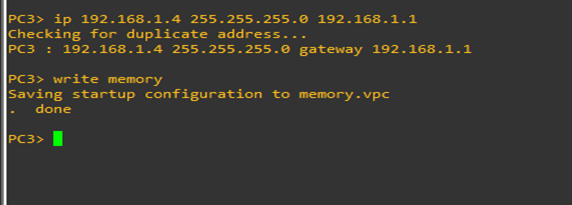 PC3> ip 192.168.1.4 255.255.255.0 192.168.1.1
Checking for duplicate address...
PC3 : 192.168.1.4 255.255.255.0 gateway 192.168.1.1
PC3> write memory
Saving startup configuration to memory.vpc
.  done
PC3>